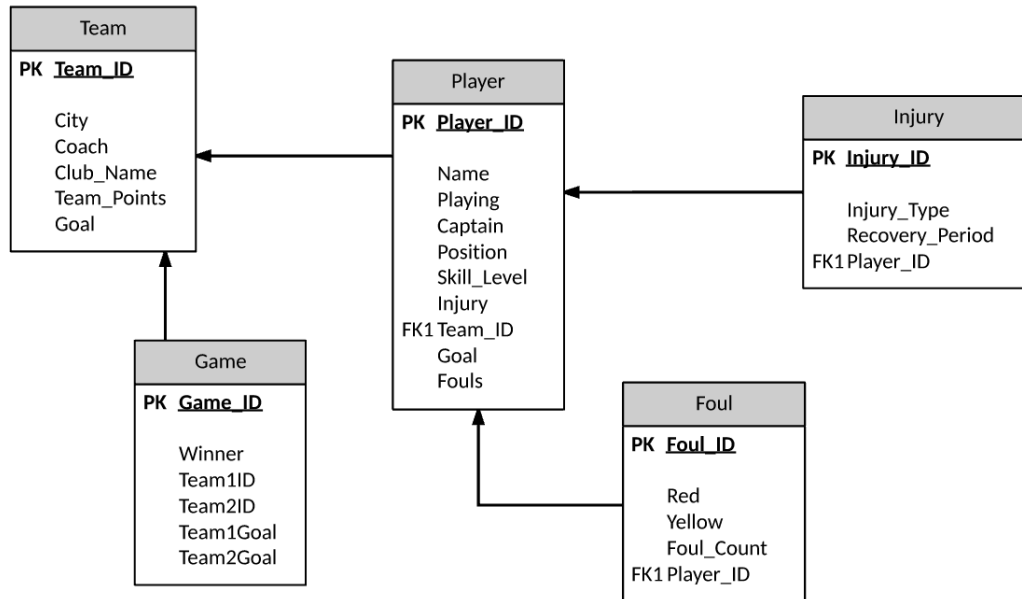 Team
PK Team_ID
City
Coach
Club_Name
Team_Points
Goal
Player
PK Player_ID
Name
Playing
Captain
Position
Skill_Level
Injury
FK1 Team_ID
Goal
Fouls
Injury
PK Injury_ID
Injury_Type
Recovery_Period
FK1 Player_ID
Game
PK Game_ID
Winner
Team1ID
Team2ID
Team1Goal
Team2Goal
Foul
PK Foul_ID
Red
Yellow
Foul_Count
FK1 Player_ID